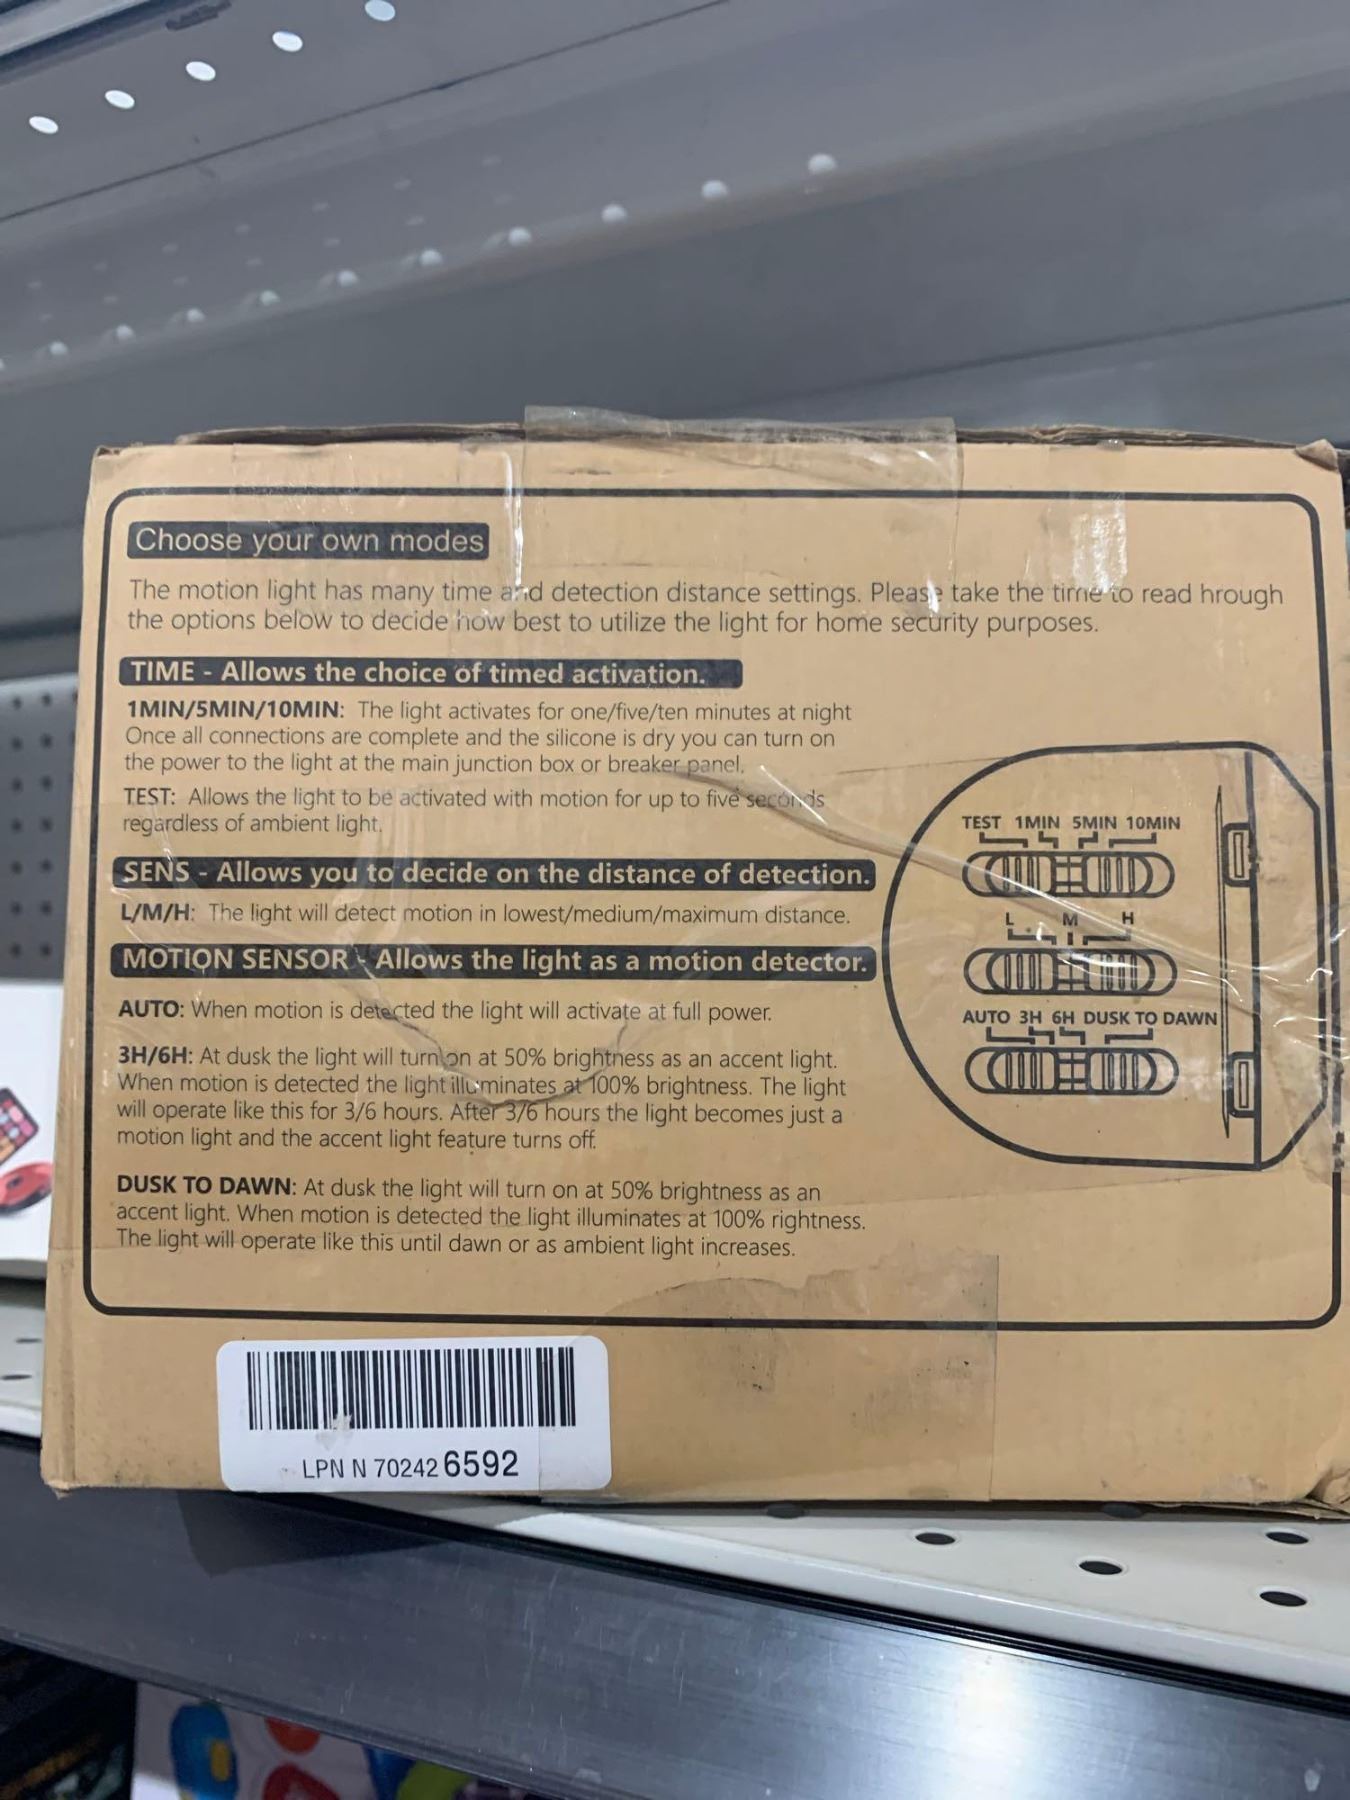 Choose your own modes
The motion light has many time and detection distance settings. Please take the time to read hrough
the options below to decide how best to utilize the light for home security purposes.
TIME - Allows the choice of timed activation.
1MIN/5MIN/10MIN: The light activates for one/five/ten minutes at night
Once all connections are complete and the silicone is dry you can turn on
the power to the light at the main junction box or breaker panel.
TEST: Allows the light to be activated with motion for up to five seconds
regardless of ambient light.
SENS - Allows you to decide on the distance of detection.
L/M/H: The light will detect motion in lowest/medium/maximum distance.
MOTION SENSOR - Allows the light as a motion detector.
AUTO: When motion is detected the light will activate at full power.
3H/6H: At dusk the light will turn on at 50% brightness as an accent light.
When motion is detected the light illuminates at 100% brightness. The light
will operate like this for 3/6 hours. After 3/6 hours the light becomes just a
motion light and the accent light feature turns off.
DUSK TO DAWN: At dusk the light will turn on at 50% brightness as an
accent light. When motion is detected the light illuminates at 100% rightness.
The light will operate like this until dawn or as ambient light increases.
TEST 1MIN 5MIN 10MIN
L M H
AUTO 3H 6H DUSK TO DAWN
LPN N 70242 6592